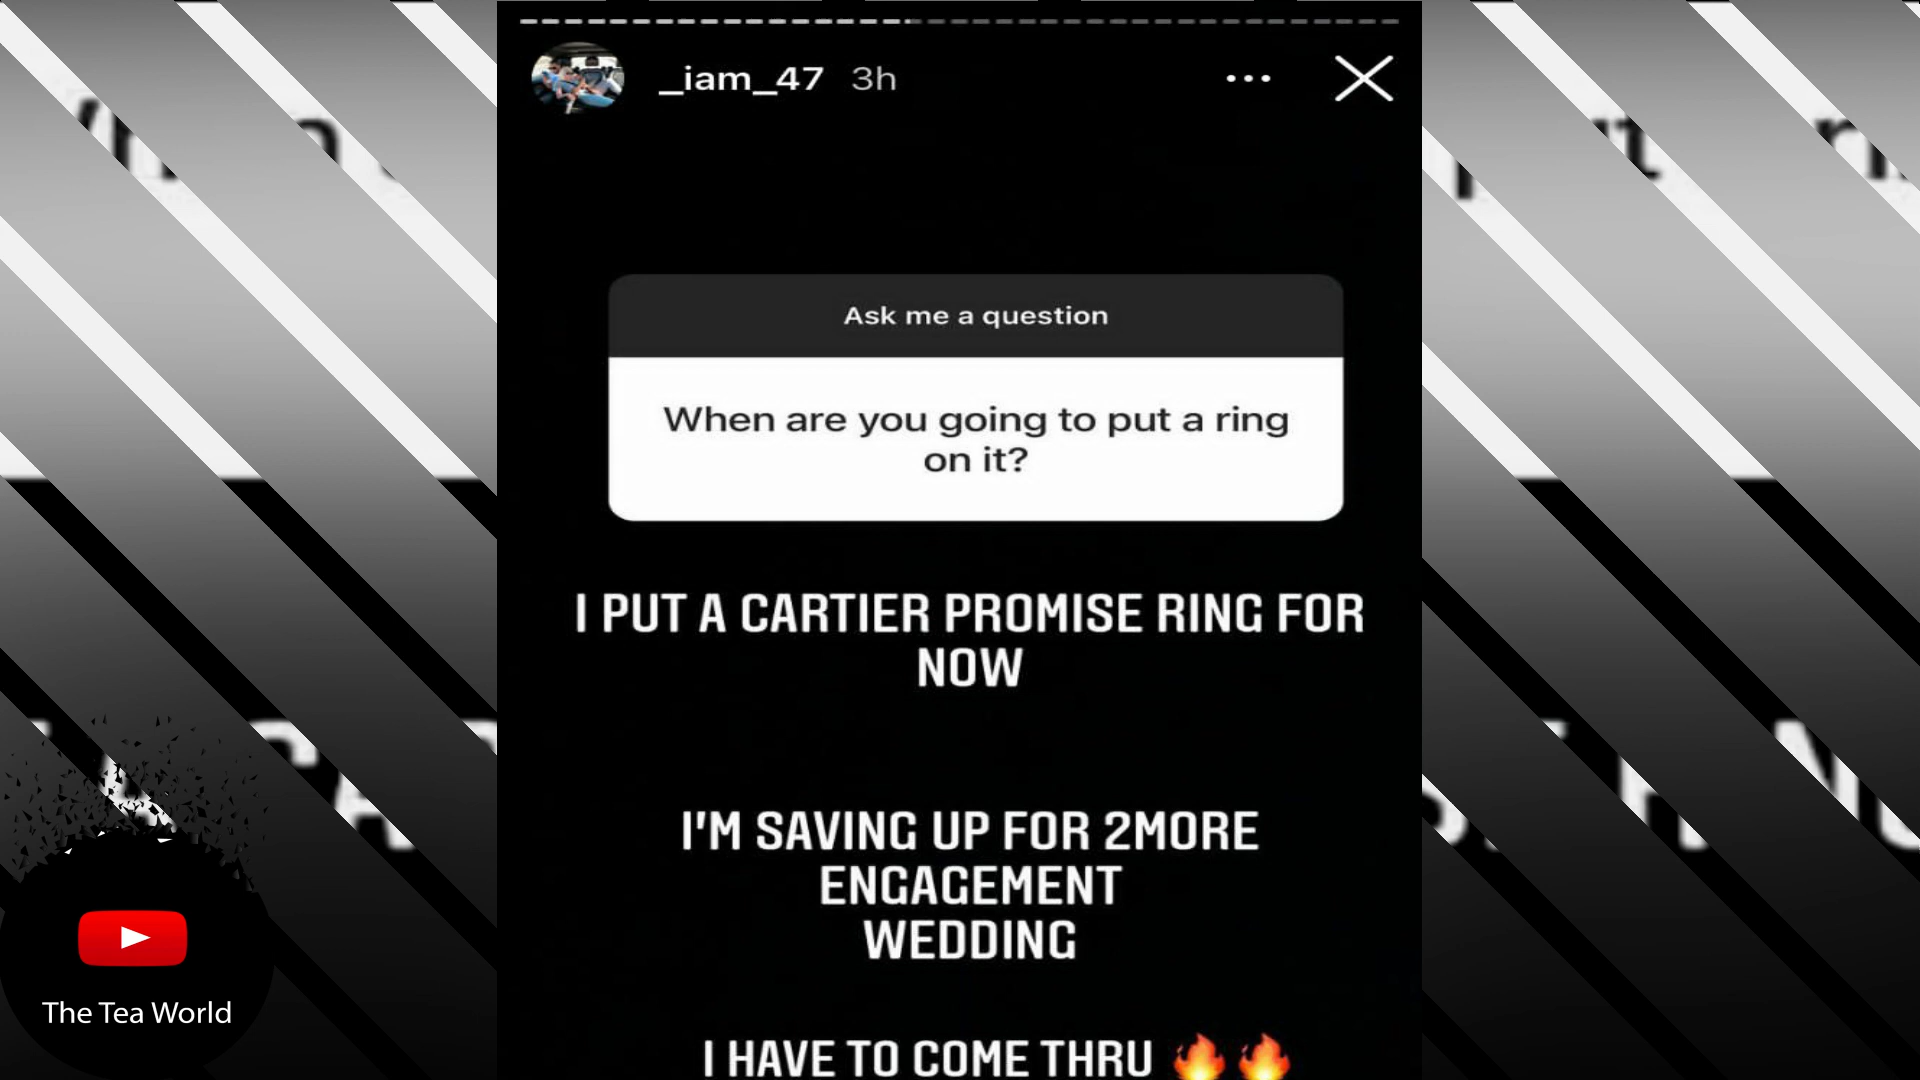 _iam_47 3h
Ask me a question
When are you going to put a ring
on it?
I PUT A CARTIER PROMISE RING FOR
NOW
I'M SAVING UP FOR 2MORE
ENGAGEMENT
WEDDING
I HAVE TO COME THRU 🔥🔥
The Tea World